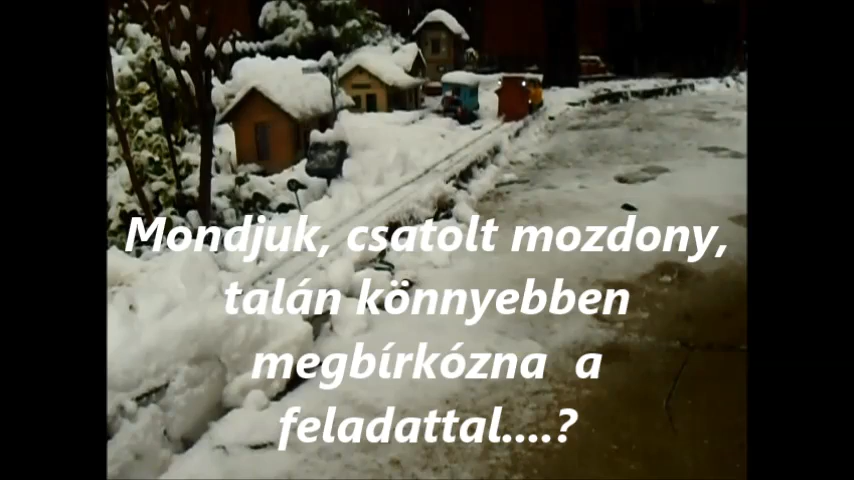 Mondjuk, csatolt mozdony,
talán könnyebben
megbírkózna a
feladattal....?